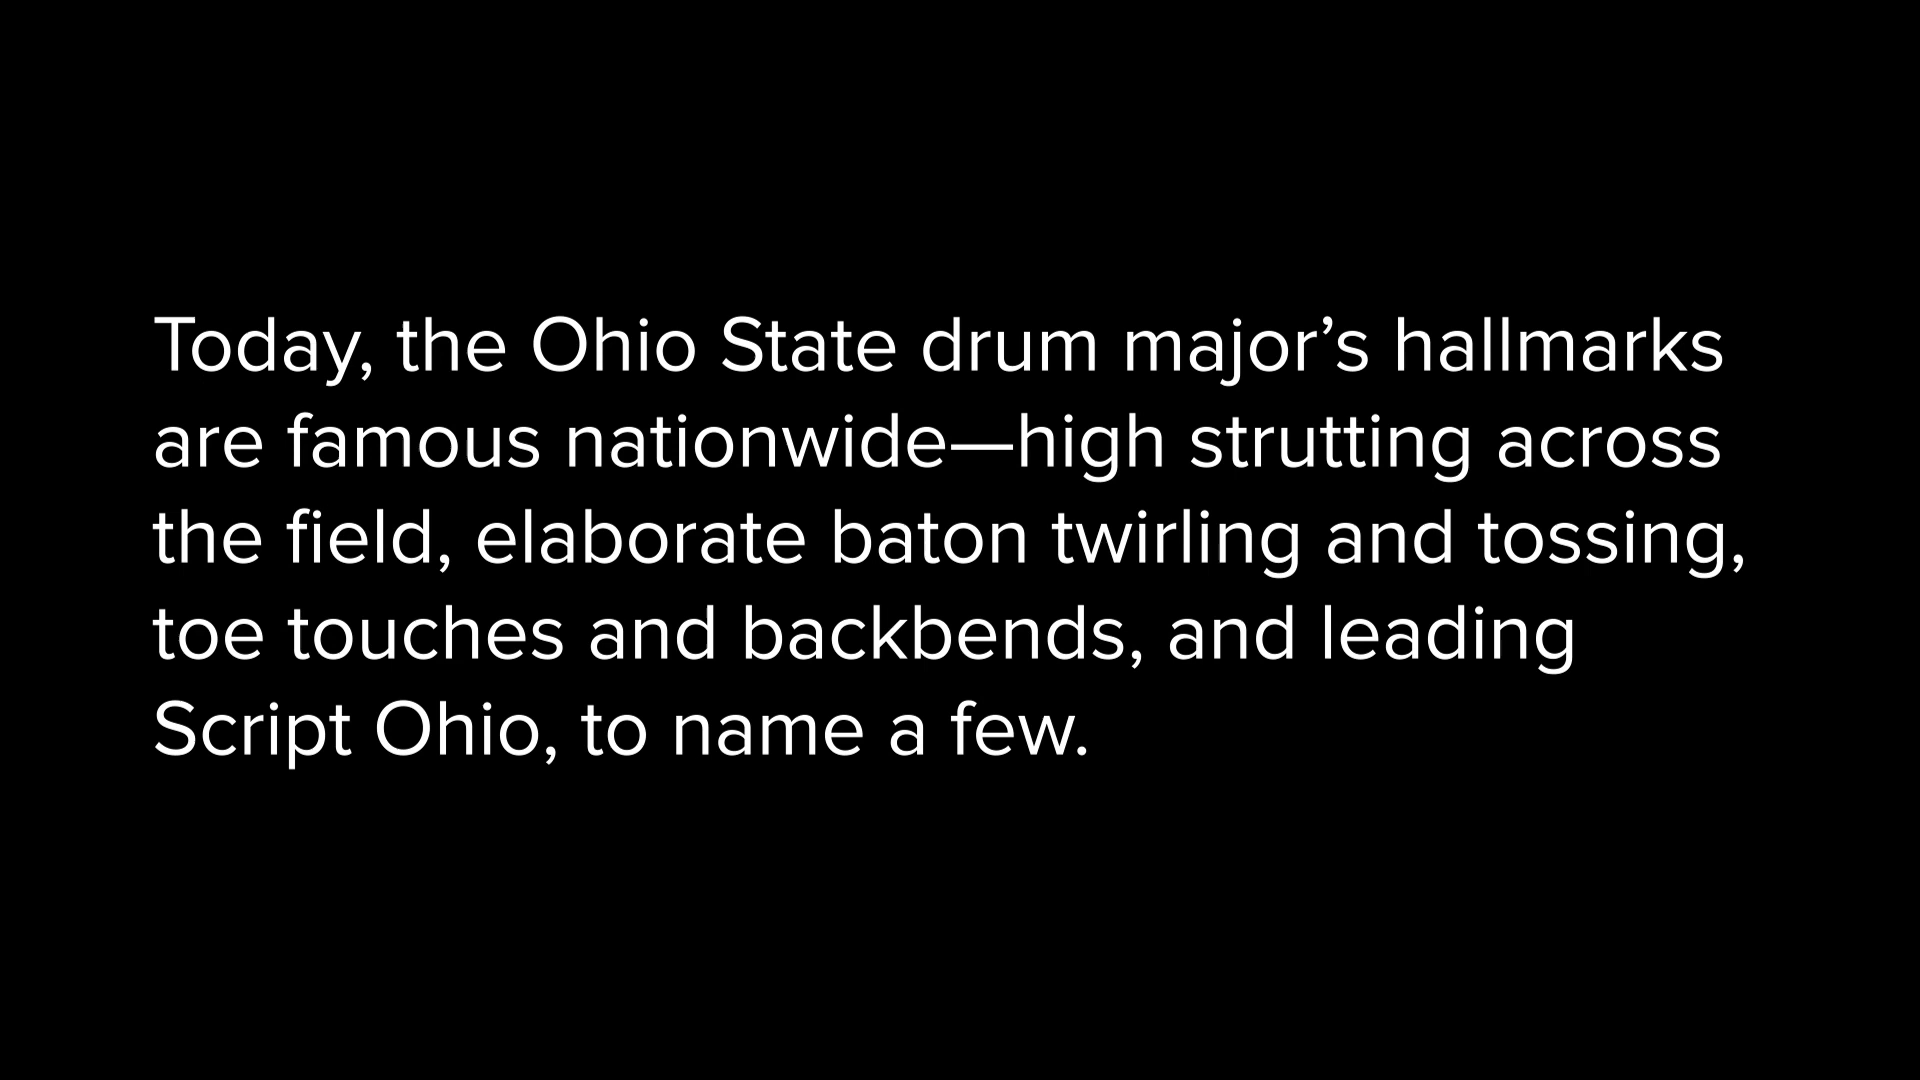 Today, the Ohio State drum major’s hallmarks
are famous nationwide—high strutting across
the field, elaborate baton twirling and tossing,
toe touches and backbends, and leading
Script Ohio, to name a few.